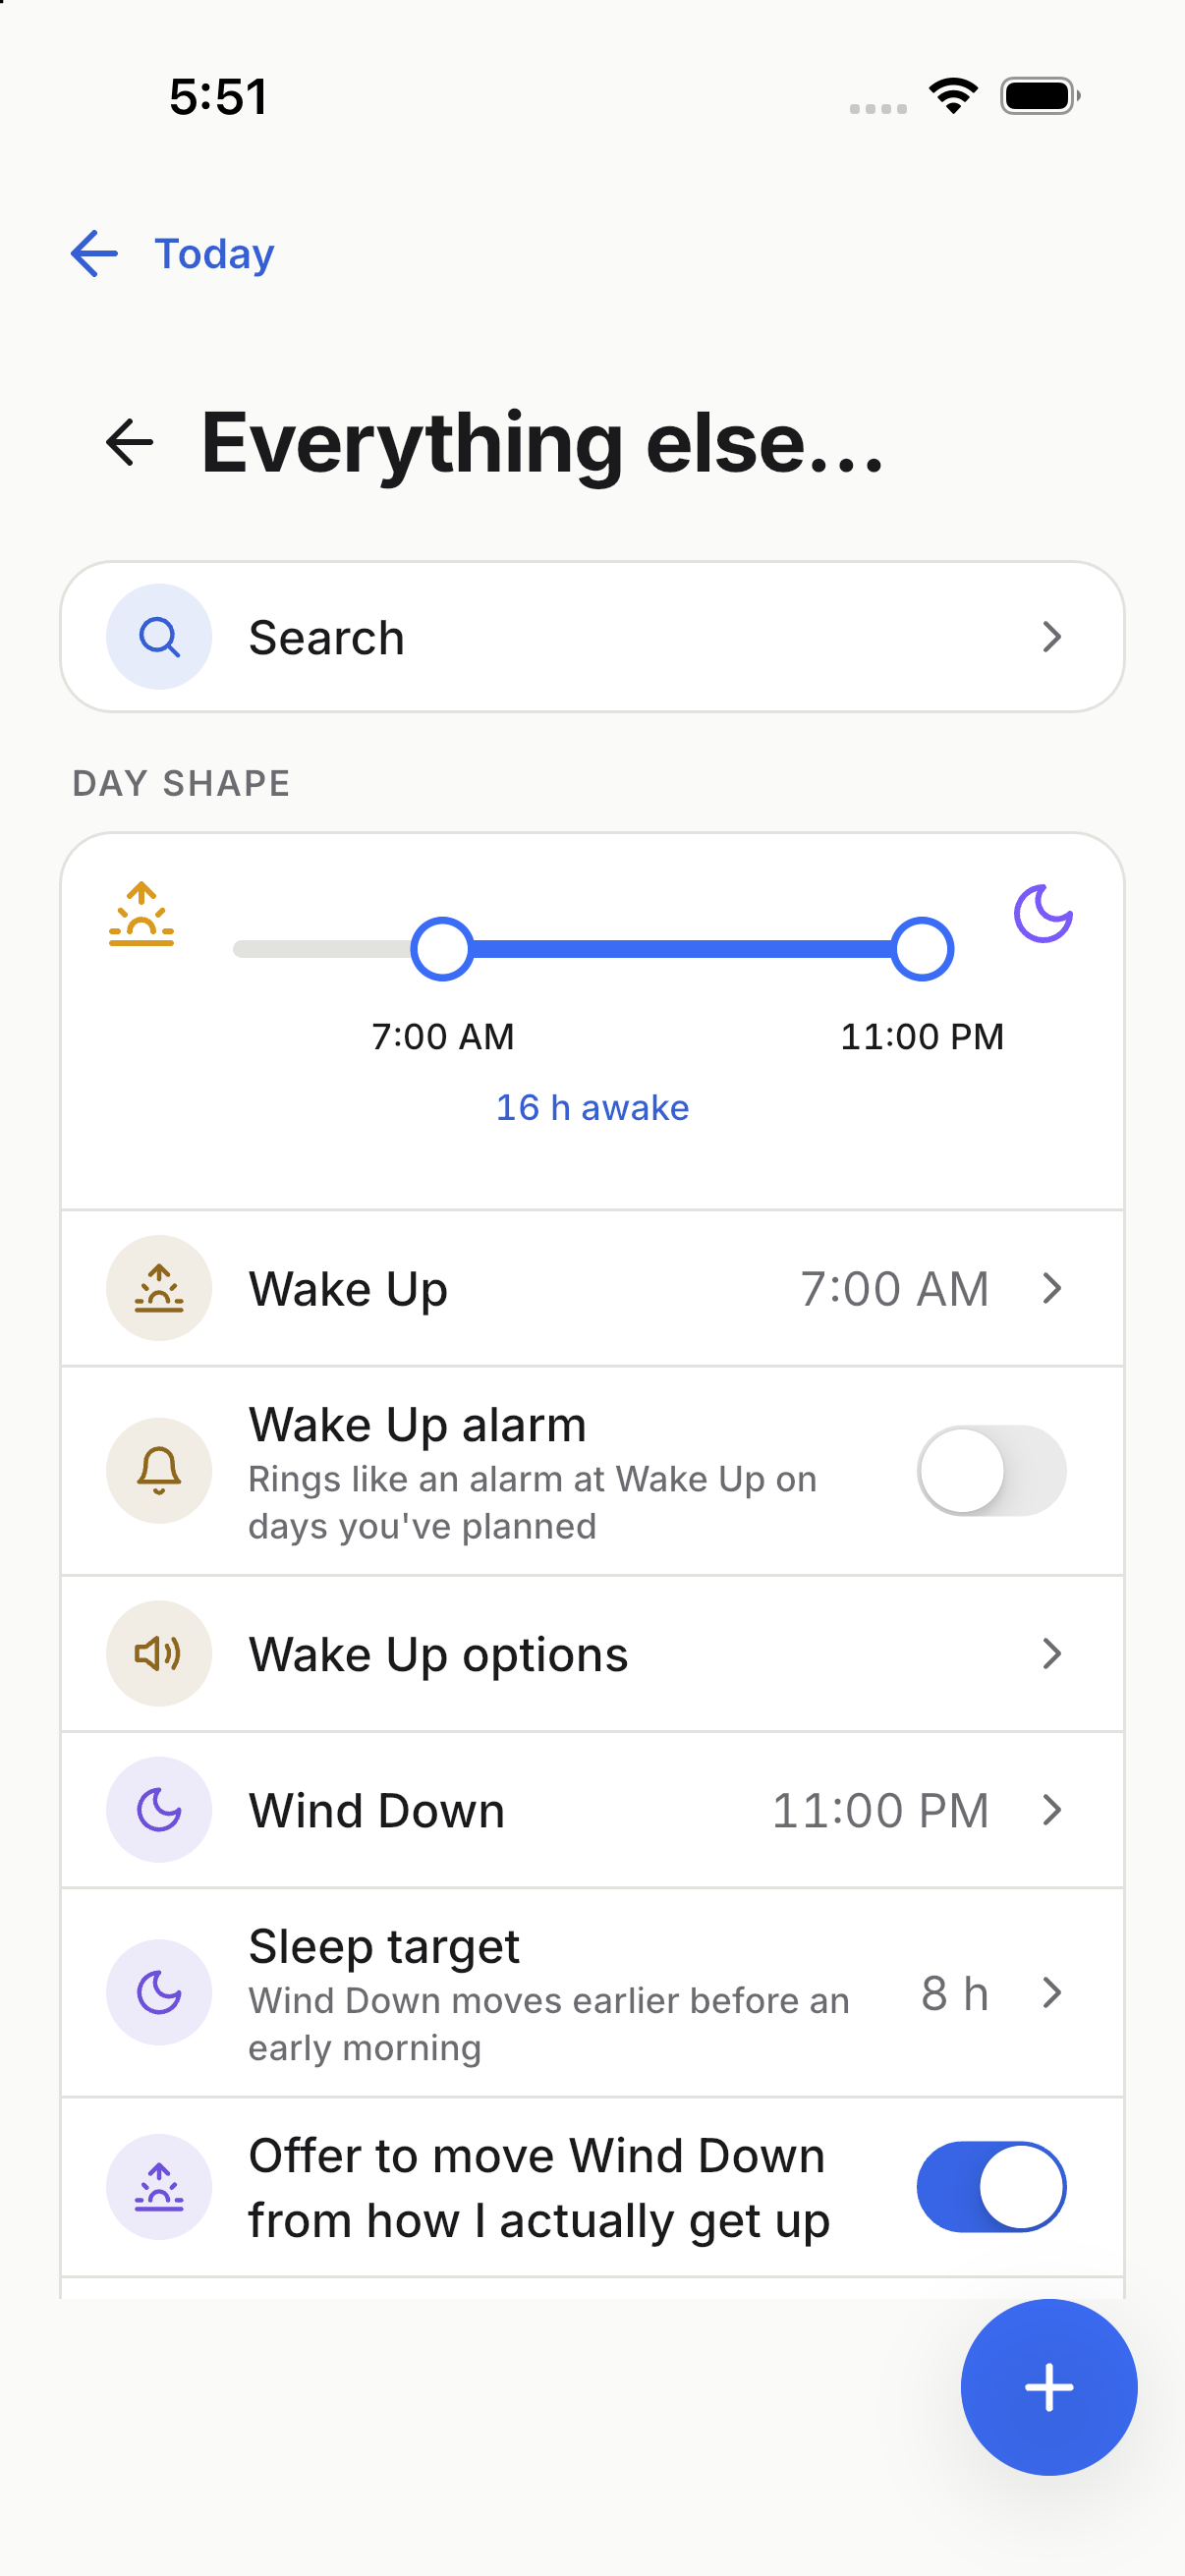 5:51
Today
Everything else...
Search
DAY SHAPE
7:00 AM
11:00 PM
16 h awake
Wake Up
7:00 AM
Wake Up alarm
Rings like an alarm at Wake Up on
days you've planned
Wake Up options
Wind Down
11:00 PM
Sleep target
Wind Down moves earlier before an
early morning
8 h
Offer to move Wind Down
from how I actually get up